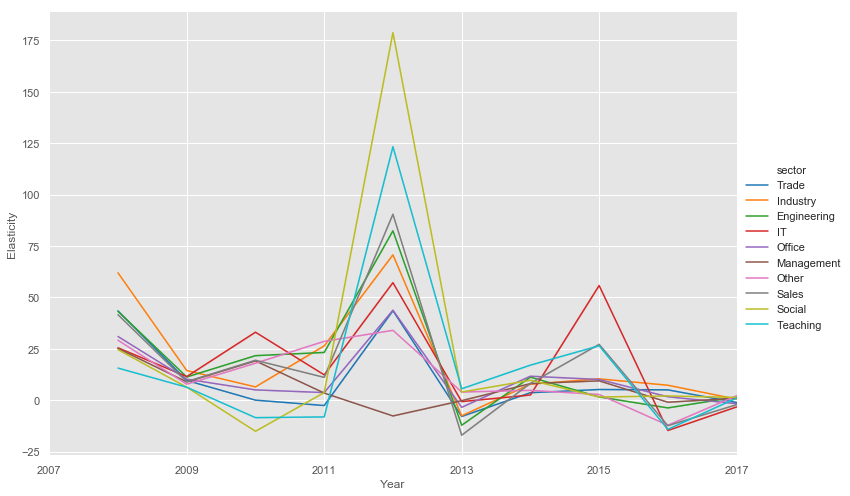 175
150
125
100
75
50
25
0
−25
Elasticity
2007
2009
2011
2013
2015
2017
Year
sector
Trade
Industry
Engineering
IT
Office
Management
Other
Sales
Social
Teaching